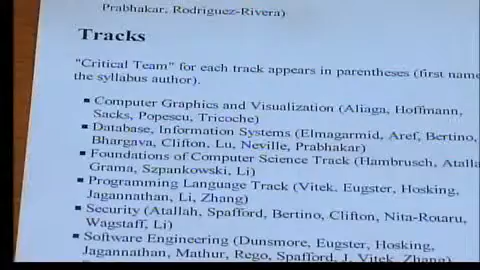 Prabhakar, Rodriguez-Rivera)
Tracks
"Critical Team" for each track appears in parentheses (first name
the syllabus author).
▪ Computer Graphics and Visualization (Aliaga, Hoffmann,
Sacks, Popescu, Tricoche)
▪ Database, Information Systems (Elmagarmid, Aref, Bertino,
Bhargava, Clifton, Lu, Neville, Prabhakar)
▪ Foundations of Computer Science Track (Hambrusch, Atalla
Grama, Szpankowski, Li)
▪ Programming Language Track (Vitek, Eugster, Hosking,
Jagannathan, Li, Zhang)
▪ Security (Atallah, Spafford, Bertino, Clifton, Nita-Rotaru,
Wagstaff, Li)
▪ Software Engineering (Dunsmore, Eugster, Hosking,
Jagannathan, Mathur, Rego, Spafford, J. Vitek, Zhang)